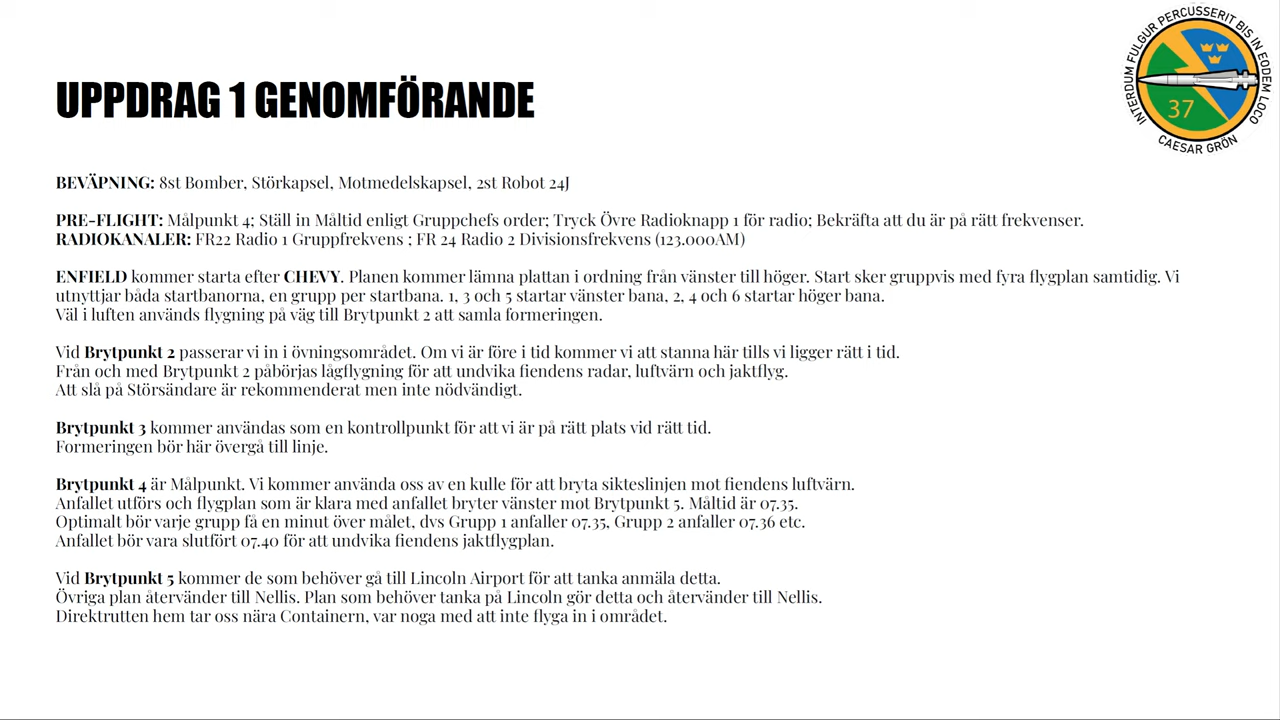 UPPDRAG 1 GENOMFÖRANDE
INTERDUM FULGUR PERCUSSERIT BIS IN EODEM LOCO
37
CAESAR GRÖN
BEVÄPNING: 8st Bomber, Störkapsel, Motmedelskapsel, 2st Robot 24J
PRE-FLIGHT: Målpunkt 4; Ställ in Måltid enligt Gruppchefs order; Tryck Övre Radioknapp 1 för radio; Bekräfta att du är på rätt frekvenser.
RADIOKANALER: FR22 Radio 1 Gruppfrekvens ; FR 24 Radio 2 Divisionsfrekvens (123.000AM)
ENFIELD kommer starta efter CHEVY. Planen kommer lämna plattan i ordning från vänster till höger. Start sker gruppvis med fyra flygplan samtidig. Vi
utnyttjar båda startbanorna, en grupp per startbana. 1, 3 och 5 startar vänster bana, 2, 4 och 6 startar höger bana.
Väl i luften används flygning på väg till Brytpunkt 2 att samla formeringen.
Vid Brytpunkt 2 passerar vi in i övningsområdet. Om vi är före i tid kommer vi att stanna här tills vi ligger rätt i tid.
Från och med Brytpunkt 2 påbörjas lågflygning för att undvika fiendens radar, luftvärn och jaktflyg.
Att slå på Störsändare är rekommenderat men inte nödvändigt.
Brytpunkt 3 kommer användas som en kontrollpunkt för att vi är på rätt plats vid rätt tid.
Formeringen bör här övergå till linje.
Brytpunkt 4 är Målpunkt. Vi kommer använda oss av en kulle för att bryta sikteslinjen mot fiendens luftvärn.
Anfallet utförs och flygplan som är klara med anfallet bryter vänster mot Brytpunkt 5. Måltid är 07.35.
Optimalt bör varje grupp få en minut över målet, dvs Grupp 1 anfaller 07.35, Grupp 2 anfaller 07.36 etc.
Anfallet bör vara slutfört 07.40 för att undvika fiendens jaktflygplan.
Vid Brytpunkt 5 kommer de som behöver gå till Lincoln Airport för att tanka anmäla detta.
Övriga plan återvänder till Nellis. Plan som behöver tanka på Lincoln gör detta och återvänder till Nellis.
Direktrutten hem tar oss nära Containern, var noga med att inte flyga in i området.